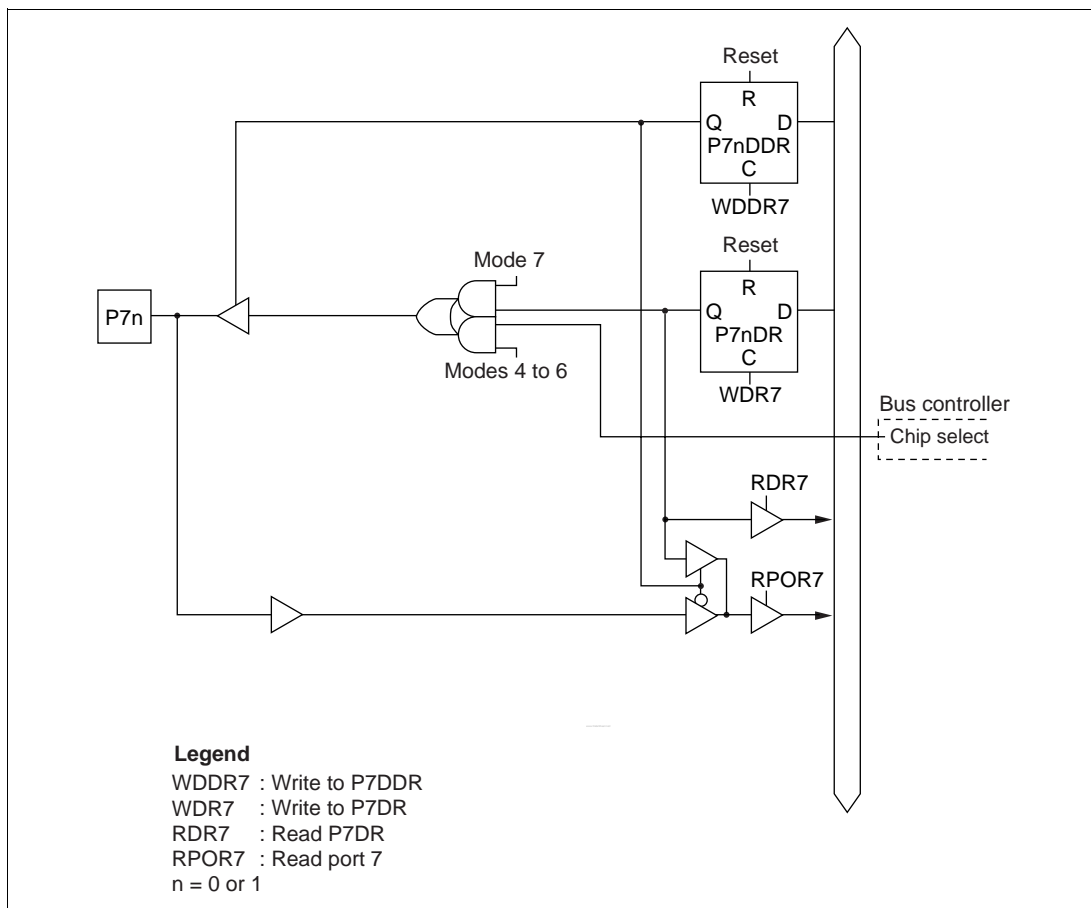 Reset
R
Q D
P7nDDR
C
WDDR7
Reset
Mode 7
R
P7n
Q D
P7nDR
C
Modes 4 to 6
WDR7
Bus controller
Chip select
RDR7
RPOR7
Legend
WDDR7 : Write to P7DDR
WDR7 : Write to P7DR
RDR7 : Read P7DR
RPOR7 : Read port 7
n = 0 or 1